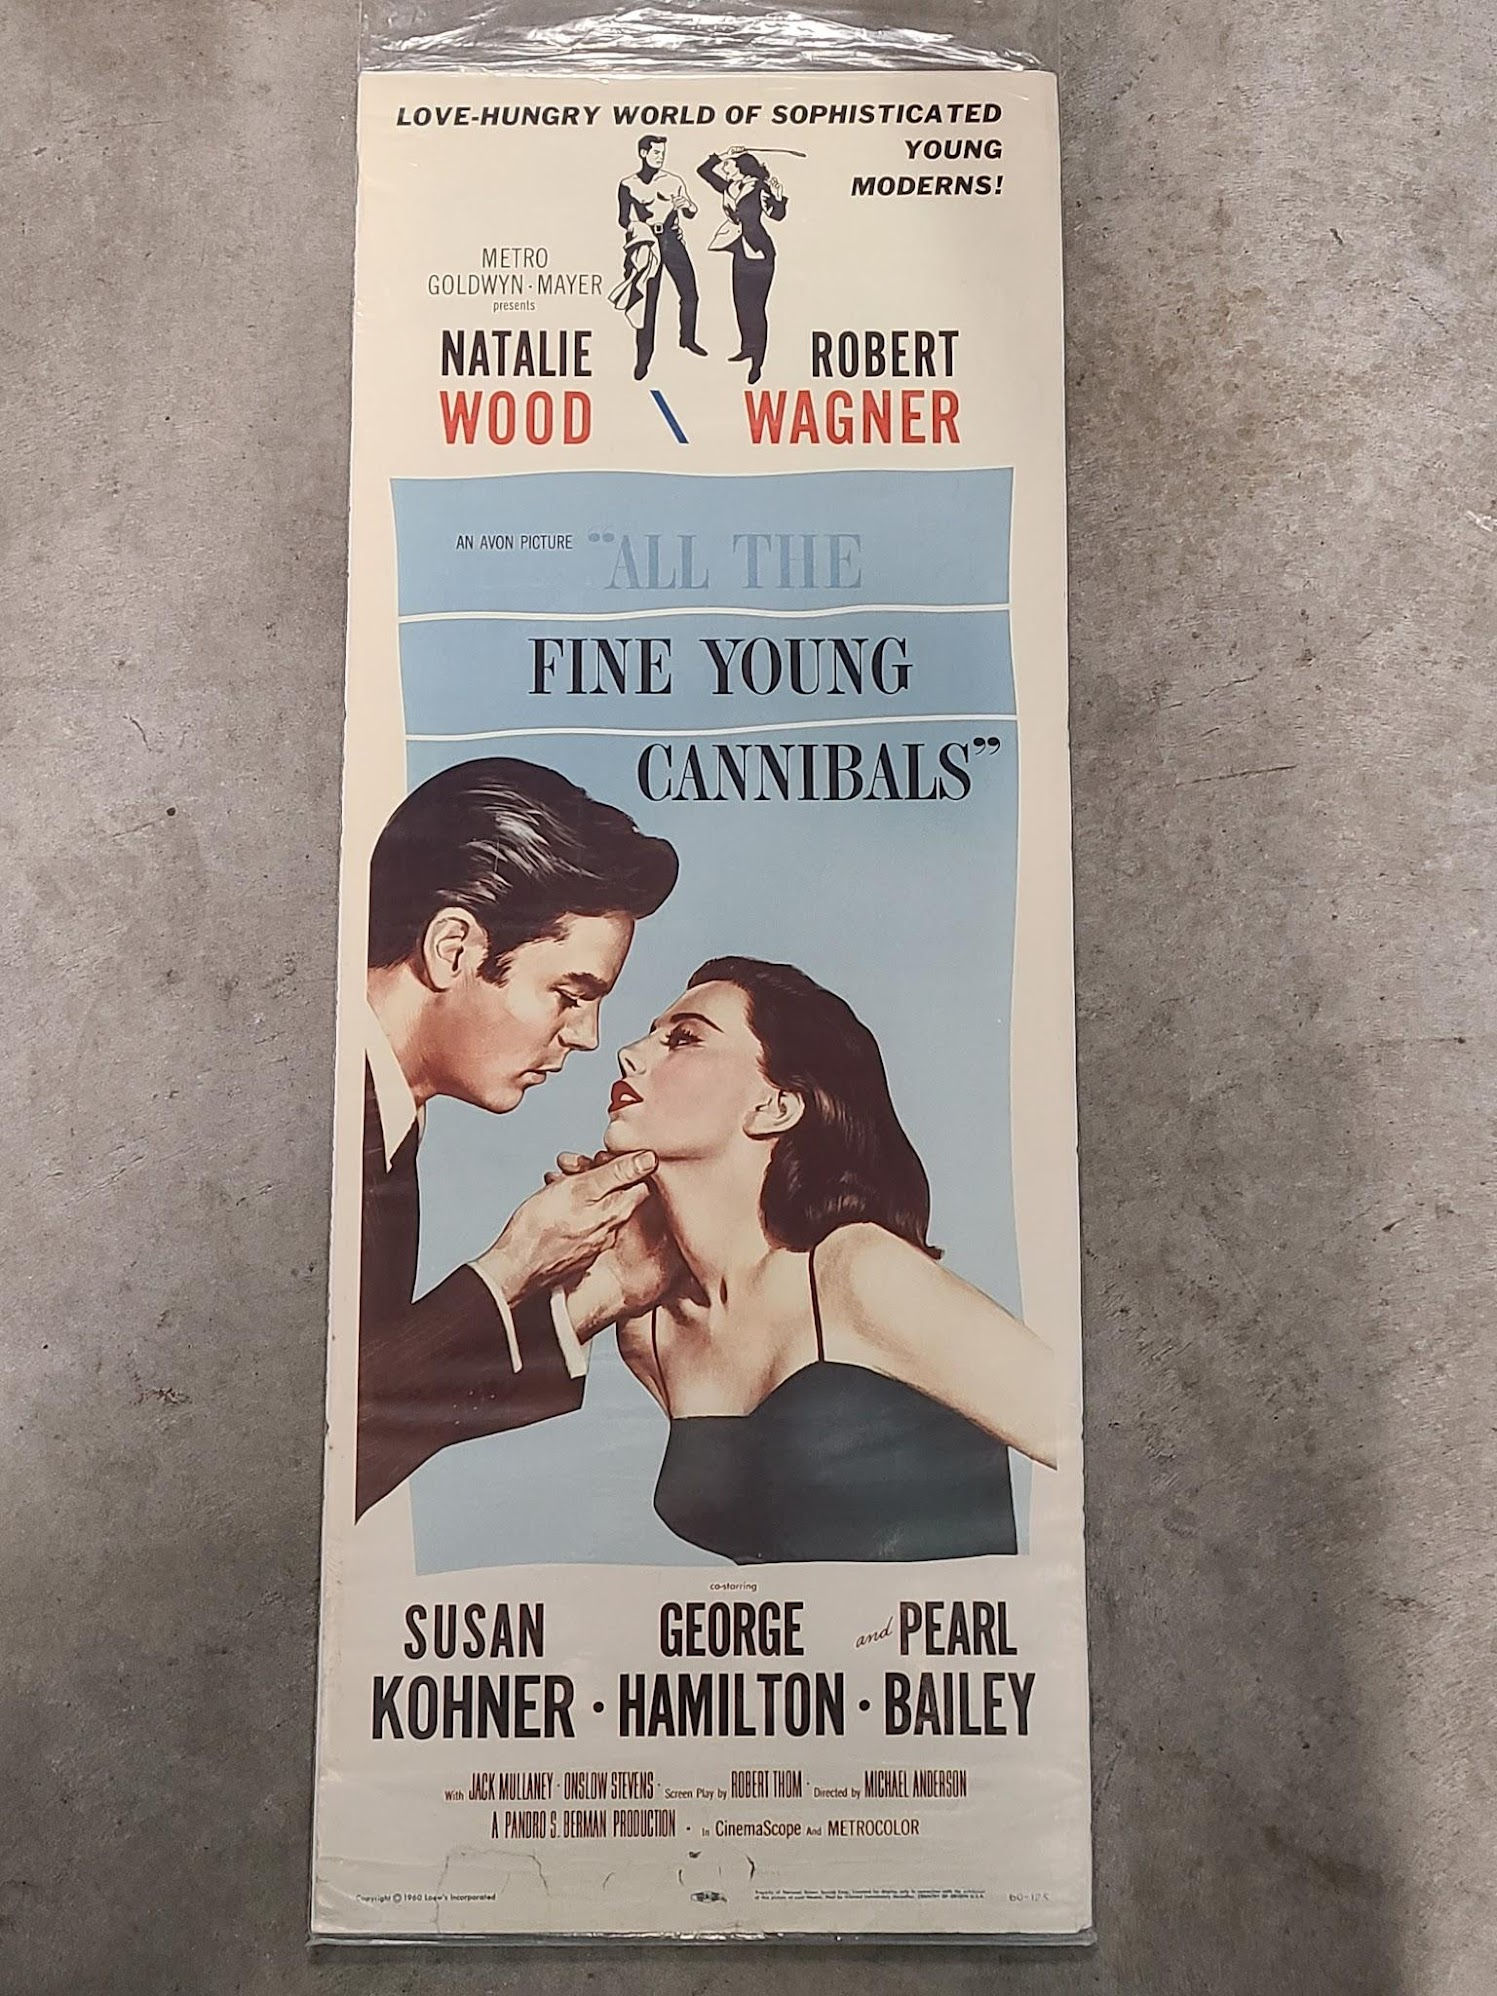 LOVE-HUNGRY WORLD OF SOPHISTICATED
YOUNG
MODERNS!
METRO
GOLDWYN·MAYER
presents
NATALIE
WOOD
ROBERT
WAGNER
AN AVON PICTURE
“ALL THE
FINE YOUNG
CANNIBALS”
co-starring
SUSAN
KOHNER ·
GEORGE
HAMILTON ·
and PEARL
BAILEY
With JACK MULLANEY · ONSLOW STEVENS · Screen Play by ROBERT THOM · Directed by MICHAEL ANDERSON
A PANDRO S. BERMAN PRODUCTION · In CinemaScope And METROCOLOR
Copyright © 1960 Loew's Incorporated